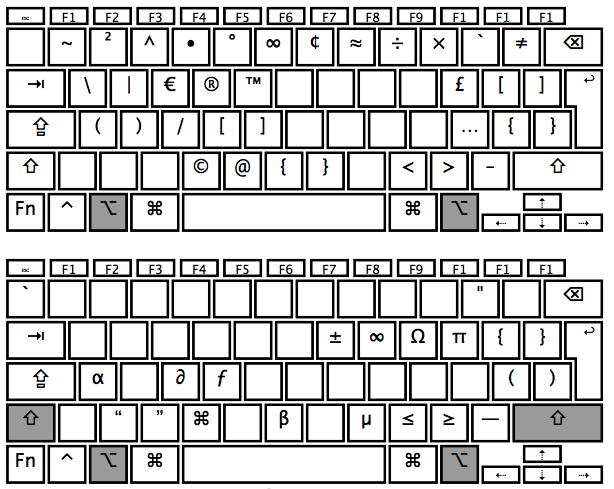 esc F1 F2 F3 F4 F5 F6 F7 F8 F9 F1 F1 F1
~ ² ^ • ° ∞ ¢ ≈ ÷ × ` ≠ ⌫
⇥ \ | € ® ™ £ [ ] ↩
⇪ ( ) / [ ] … { }
⇧ © @ { } < > – ⇧
Fn ^ ⌥ ⌘ ⌘ ⌥ ⇡
⇠ ⇣ ⇢
esc F1 F2 F3 F4 F5 F6 F7 F8 F9 F1 F1 F1
` " ⌫
⇥ ± ∞ Ω π { } ↩
⇪ α ∂ ƒ ( )
⇧ “ ” ⌘ β µ ≤ ≥ — ⇧
Fn ^ ⌥ ⌘ ⌘ ⌥ ⇡
⇠ ⇣ ⇢